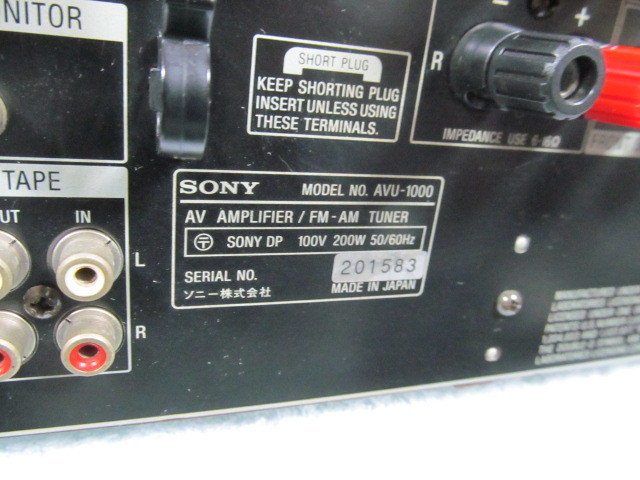 SHORT PLUG
KEEP SHORTING PLUG
INSERT UNLESS USING
THESE TERMINALS.
− +
R
IMPEDANCE USE 6-16Ω
TAPE
IN
L
R
SONY MODEL NO. AVU-1000
AV AMPLIFIER / FM-AM TUNER
〒 SONY DP 100V 200W 50/60Hz
SERIAL NO. 201583
ソニー株式会社 MADE IN JAPAN